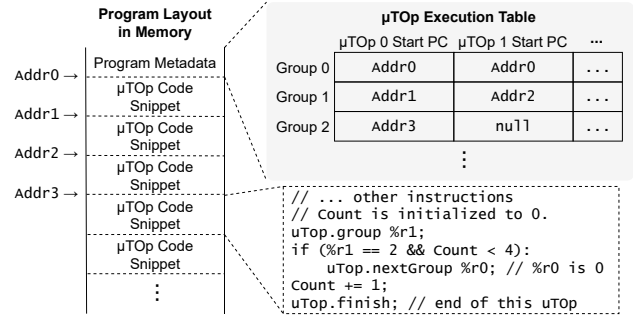 Program Layout
in Memory
Addr0 →
Addr1 →
Addr2 →
Addr3 →
Program Metadata
µTOp Code
Snippet
µTOp Code
Snippet
µTOp Code
Snippet
µTOp Code
Snippet
µTOp Code
Snippet
⋮
µTOp Execution Table
µTOp 0 Start PC µTOp 1 Start PC ...
Group 0 Addr0 Addr0 ...
Group 1 Addr1 Addr2 ...
Group 2 Addr3 null ...
⋮
// ... other instructions
// Count is initialized to 0.
uTop.group %r1;
if (%r1 == 2 && Count < 4):
uTop.nextGroup %r0; // %r0 is 0
Count += 1;
uTop.finish; // end of this uTOp